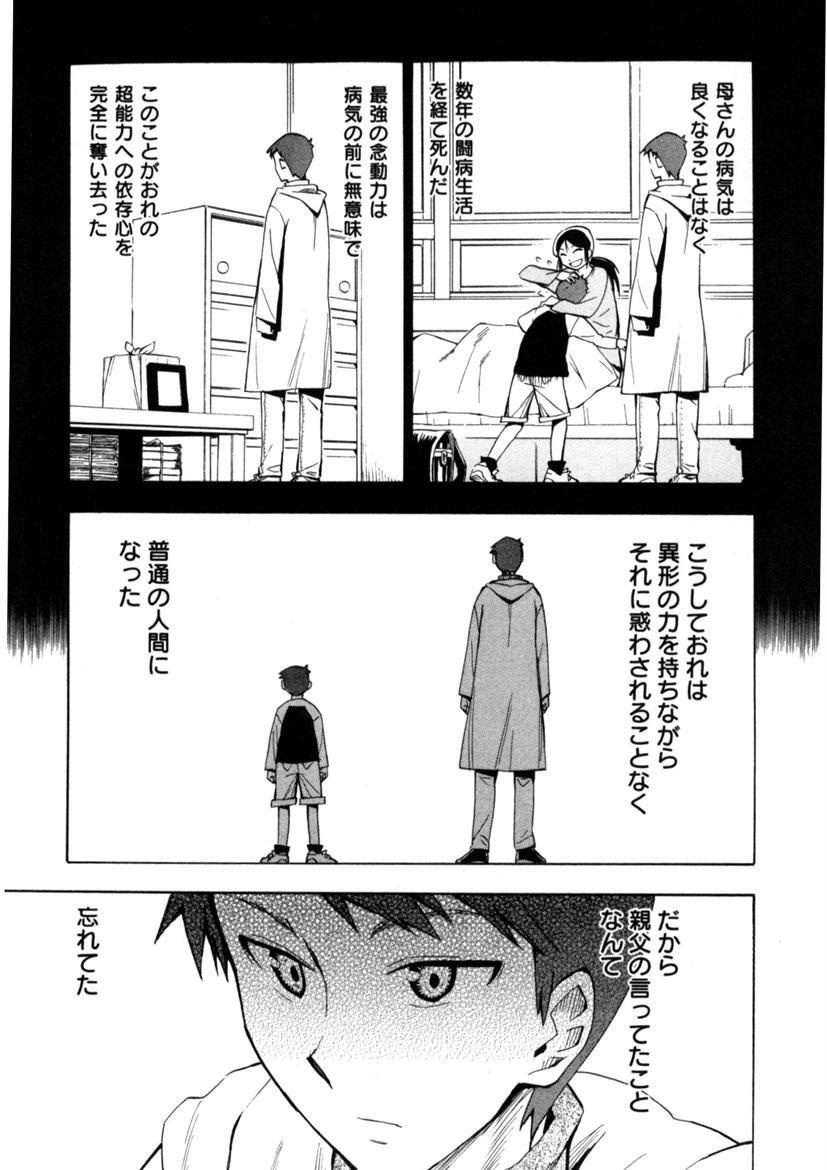 母さんの病気は
良くなることはなく
数年の闘病生活
を経て死んだ
最強の念動力は
病気の前に無意味で
このことがおれの
超能力への依存心を
完全に奪い去った
こうしておれは
異形の力を持ちながら
それに惑わされることなく
普通の人間に
なった
だから
親父の言ってたこと
なんて
忘れてた